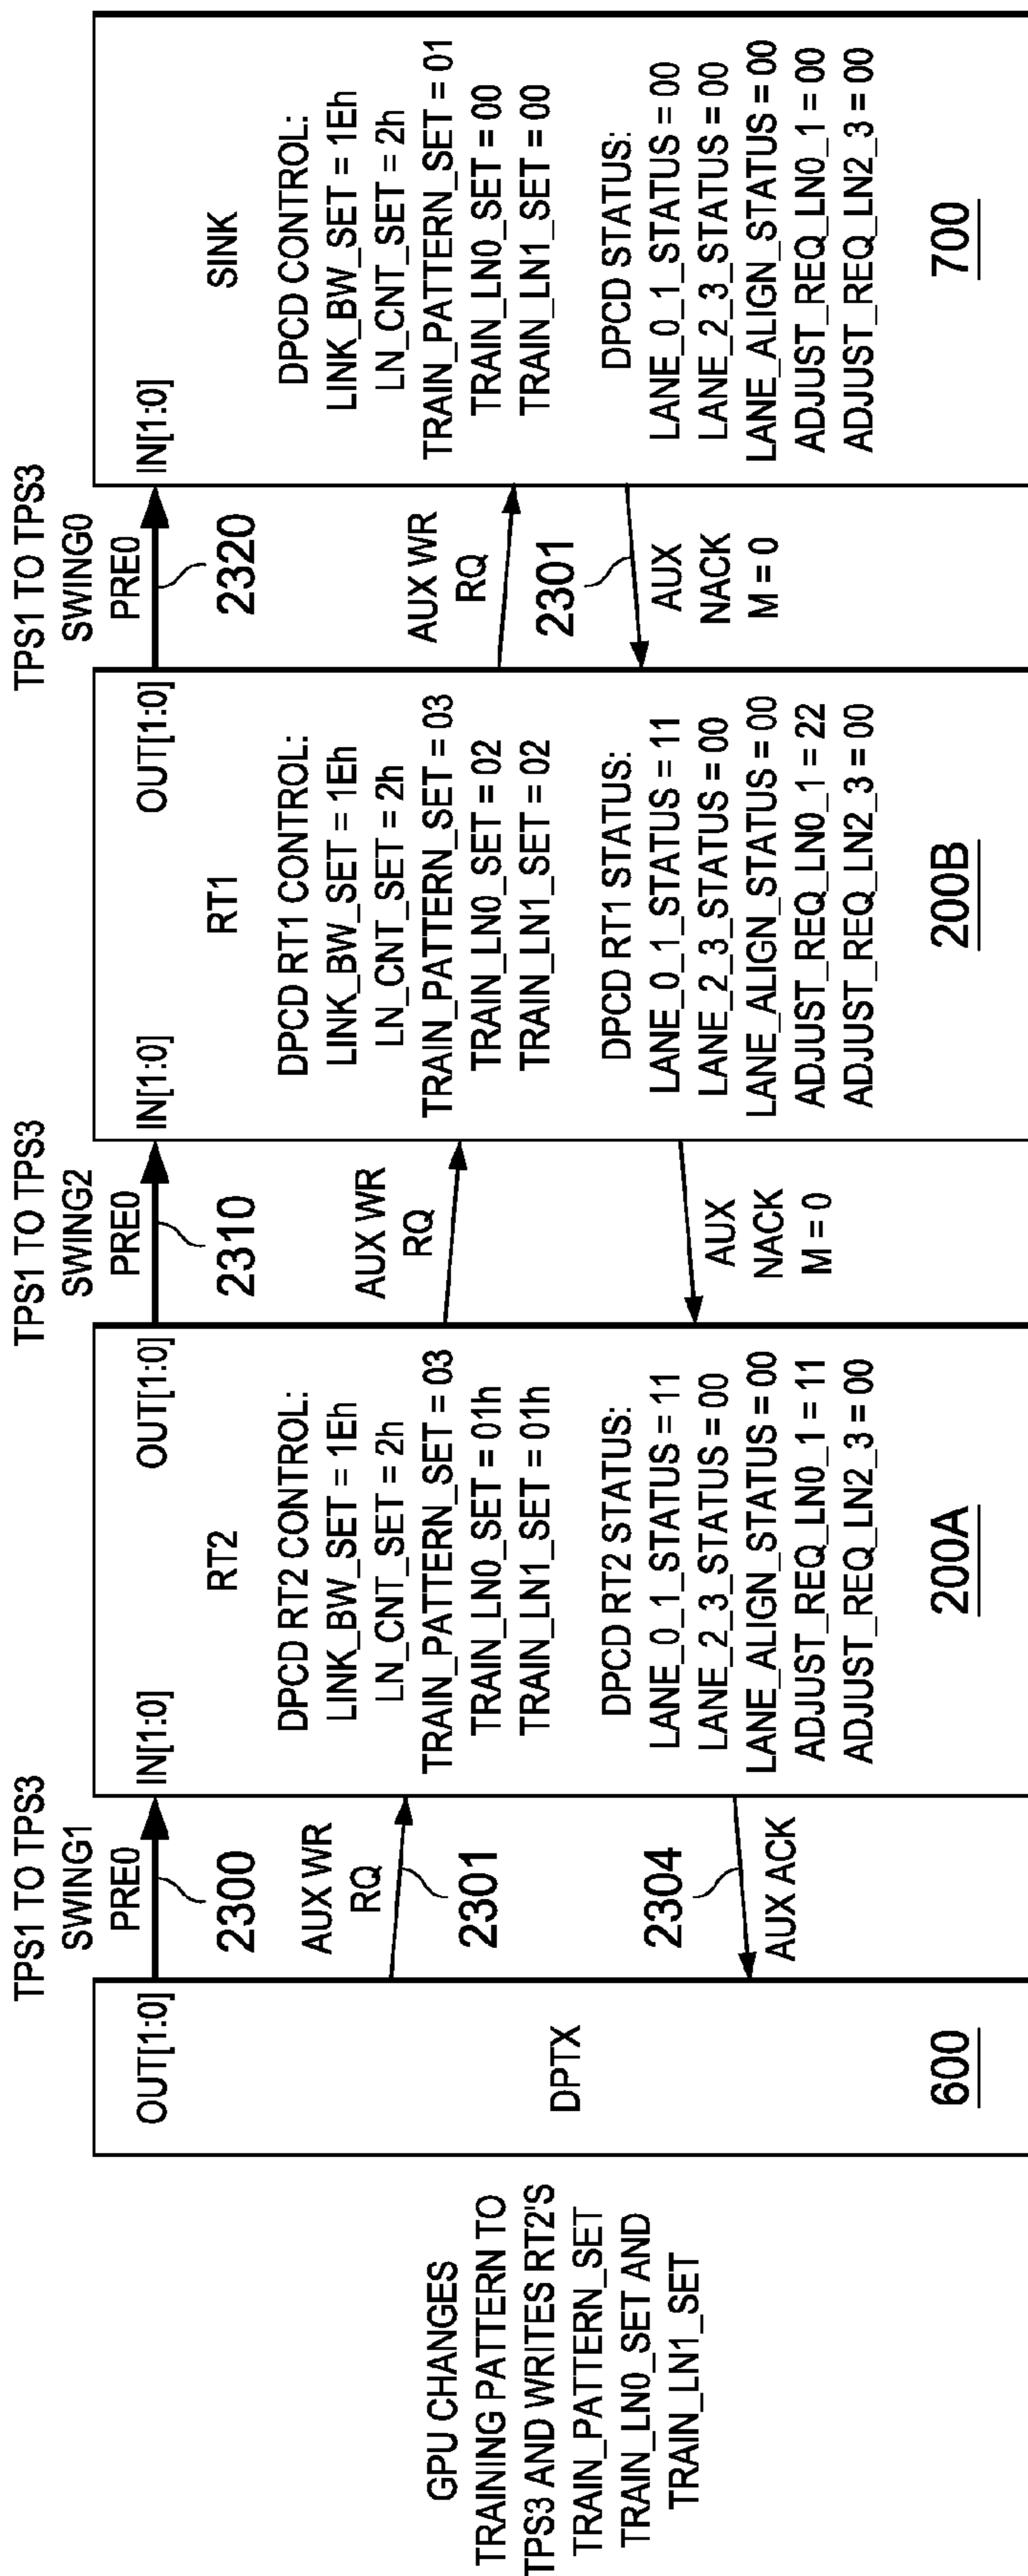 GPU CHANGES
TRAINING PATTERN TO
TPS3 AND WRITES RT2'S
TRAIN_PATTERN_SET
TRAIN_LN0_SET AND
TRAIN_LN1_SET
OUT[1:0]
DPTX
600
TPS1 TO TPS3
SWING1
PRE0
2300
AUX WR
RQ
2301
2304
AUX ACK
IN[1:0]
OUT[1:0]
RT2
DPCD RT2 CONTROL:
LINK_BW_SET = 1Eh
LN_CNT_SET = 2h
TRAIN_PATTERN_SET = 03
TRAIN_LN0_SET = 01h
TRAIN_LN1_SET = 01h
DPCD RT2 STATUS:
LANE_0_1_STATUS = 11
LANE_2_3_STATUS = 00
LANE_ALIGN_STATUS = 00
ADJUST_REQ_LN0_1 = 11
ADJUST_REQ_LN2_3 = 00
200A
TPS1 TO TPS3
SWING2
PRE0
2310
AUX WR
RQ
AUX
NACK
M = 0
IN[1:0]
OUT[1:0]
RT1
DPCD RT1 CONTROL:
LINK_BW_SET = 1Eh
LN_CNT_SET = 2h
TRAIN_PATTERN_SET = 03
TRAIN_LN0_SET = 02
TRAIN_LN1_SET = 02
DPCD RT1 STATUS:
LANE_0_1_STATUS = 11
LANE_2_3_STATUS = 00
LANE_ALIGN_STATUS = 00
ADJUST_REQ_LN0_1 = 22
ADJUST_REQ_LN2_3 = 00
200B
TPS1 TO TPS3
SWING0
PRE0
2320
AUX WR
RQ
2301
AUX
NACK
M = 0
IN[1:0]
SINK
DPCD CONTROL:
LINK_BW_SET = 1Eh
LN_CNT_SET = 2h
TRAIN_PATTERN_SET = 01
TRAIN_LN0_SET = 00
TRAIN_LN1_SET = 00
DPCD STATUS:
LANE_0_1_STATUS = 00
LANE_2_3_STATUS = 00
LANE_ALIGN_STATUS = 00
ADJUST_REQ_LN0_1 = 00
ADJUST_REQ_LN2_3 = 00
700